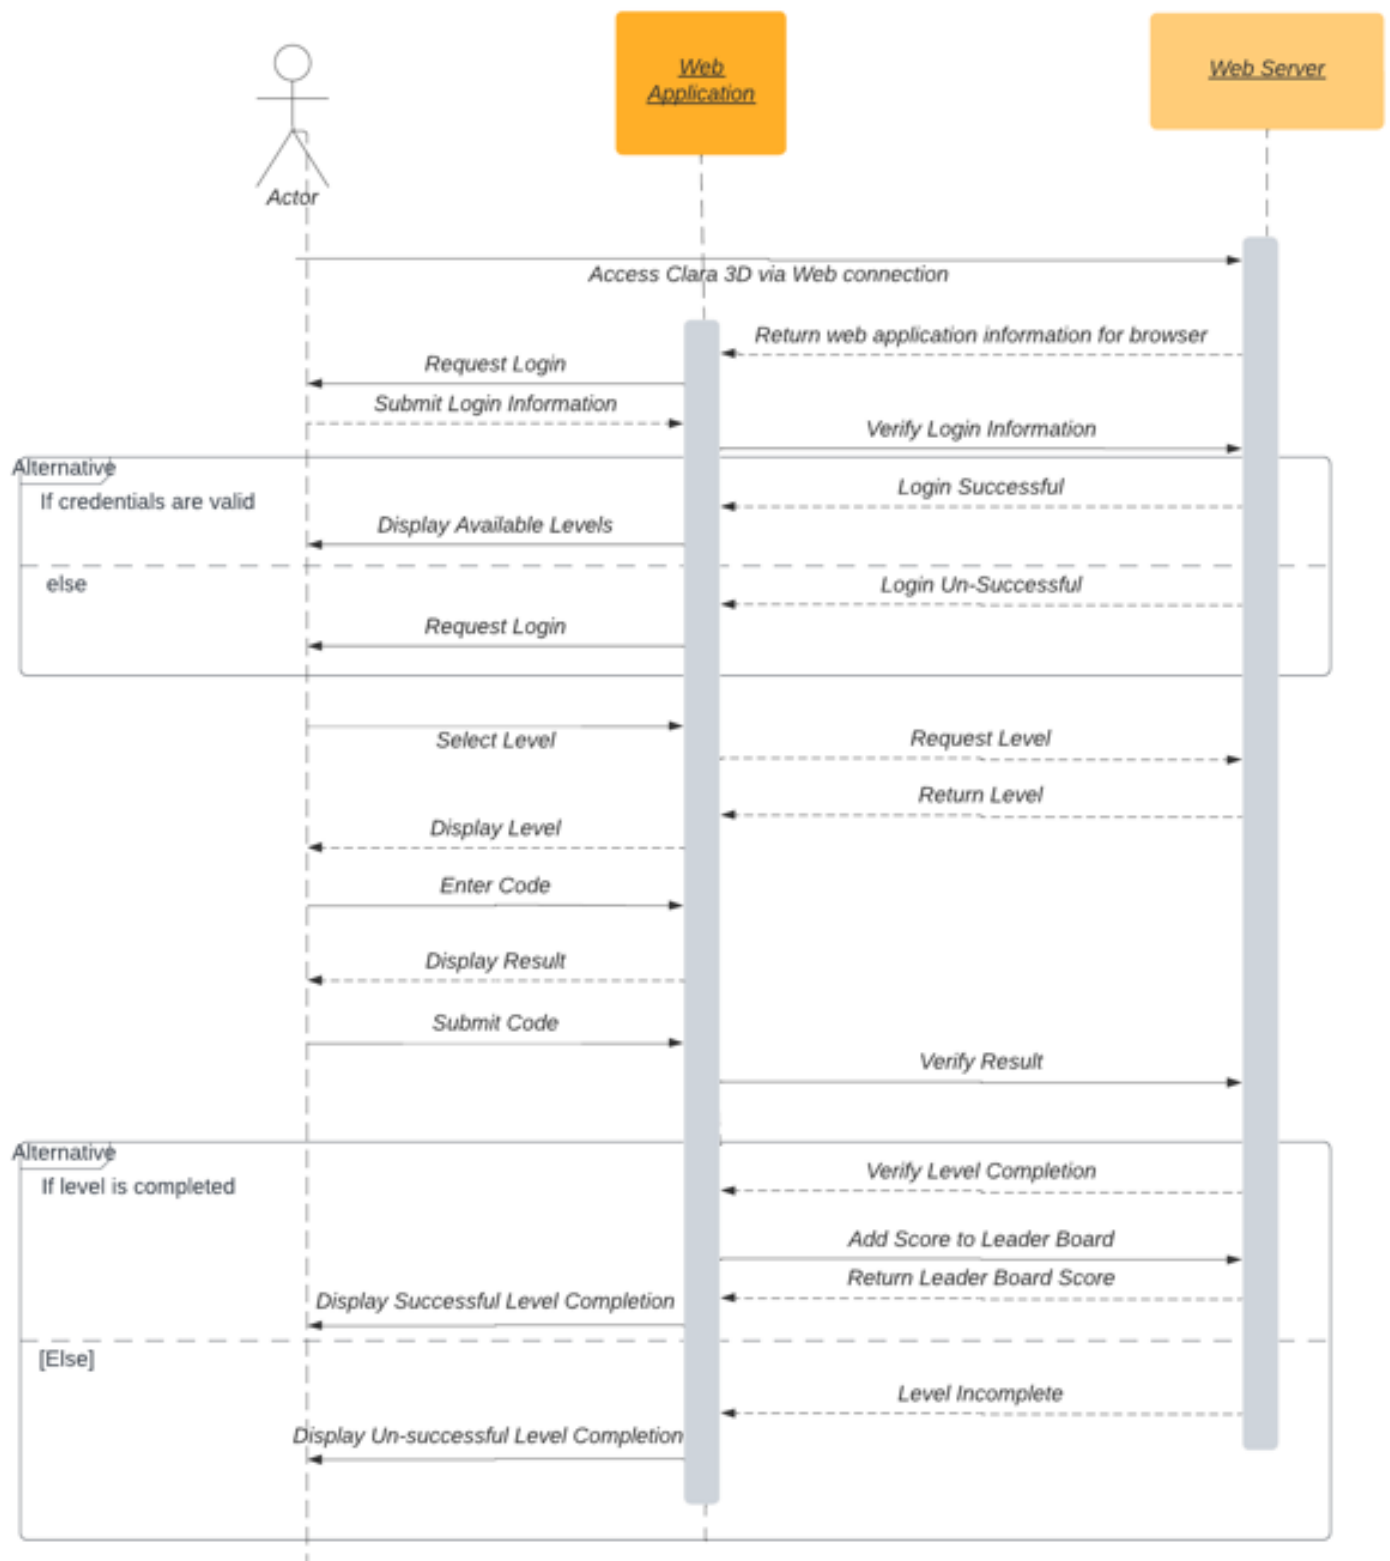 Web
Application
Web Server
Actor
Access Clara 3D via Web connection
Return web application information for browser
Request Login
Submit Login Information
Verify Login Information
Alternative
If credentials are valid
Login Successful
Display Available Levels
else
Login Un-Successful
Request Login
Select Level
Request Level
Return Level
Display Level
Enter Code
Display Result
Submit Code
Verify Result
Alternative
If level is completed
Verify Level Completion
Add Score to Leader Board
Return Leader Board Score
Display Successful Level Completion
[Else]
Level Incomplete
Display Un-successful Level Completion